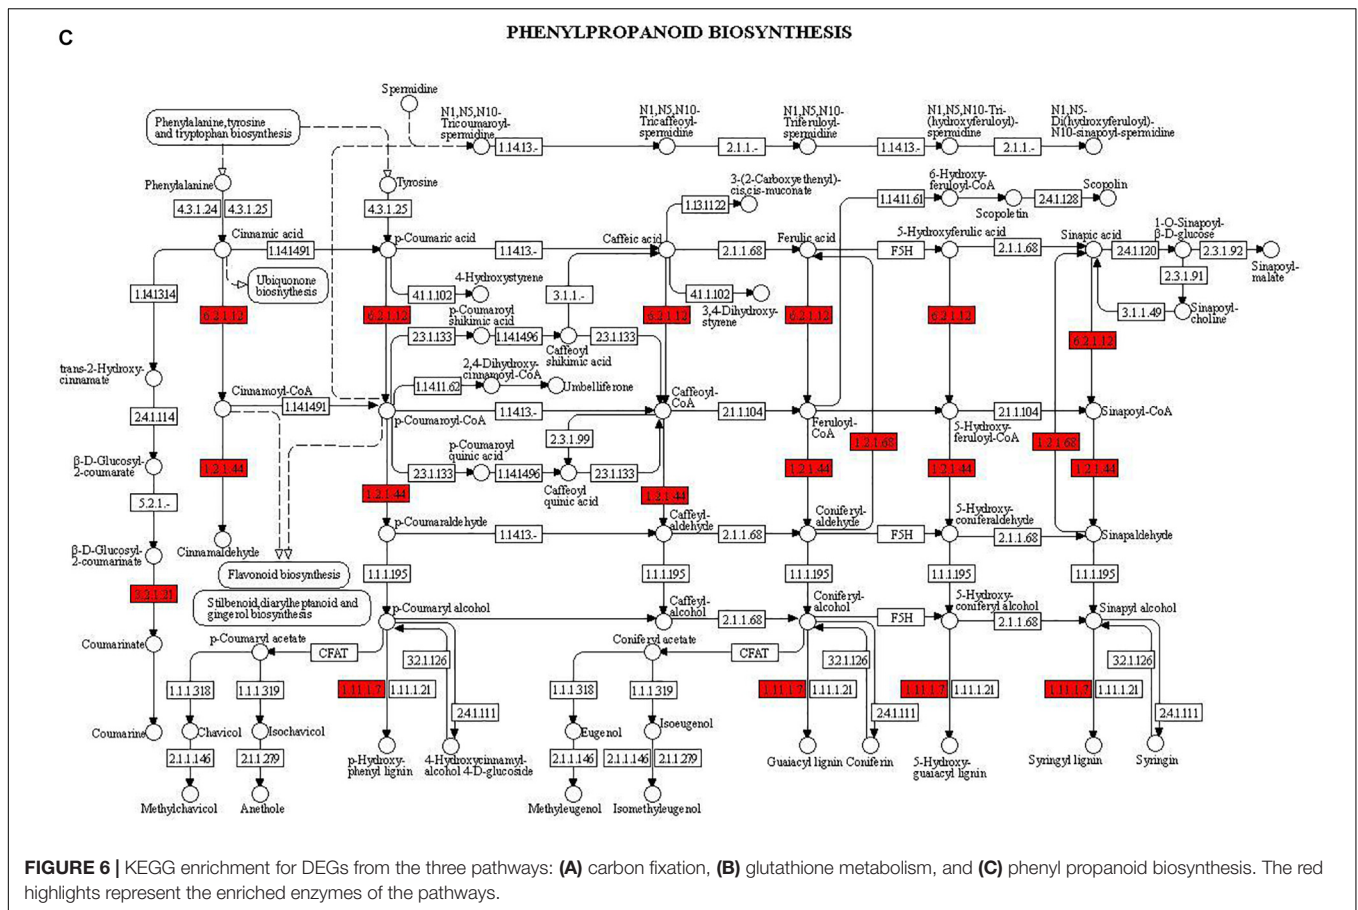 C
PHENYLPROPANOID BIOSYNTHESIS
Spermidine
Phenylalanine,tyrosine
and tryptophan biosynthesis
N1,N5,N10-
Tricoumaroyl-
spermidine
N1,N5,N10-
Tricaffeoyl-
spermidine
N1,N5,N10-
Triferuloyl-
spermidine
N1,N5,N10-Tri-
(hydroxyferuloyl)-
spermidine
N1,N5-
Di(hydroxyferuloyl)-
N10-sinapoyl-spermidine
1.14.13.-
2.1.1.-
1.14.13.-
2.1.1.-
Phenylalanine
Tyrosine
3-(2-Carboxyethenyl)-
cis,cis-muconate
6-Hydroxy-
feruloyl-CoA
Scopoletin
Scopolin
4.3.1.24
4.3.1.25
4.3.1.25
1.13.1122
1.14.11.61
2.4.1.128
Cinnamic acid
p-Coumaric acid
Caffeic acid
Ferulic acid
5-Hydroxyferulic acid
Sinapic acid
1-O-Sinapoyl-
β-D-glucose
1.14.1491
1.14.13.-
2.1.1.68
F5H
2.1.1.68
2.4.1.120
2.3.1.92
Sinapoyl-
malate
Ubiquonone
biosnythesis
4-Hydroxystyrene
4.1.1.102
3.1.1.-
4.1.1.102
3,4-Dihydroxy-
styrene
2.3.1.91
3.1.1.49
Sinapoyl-
choline
1.14.1314
6.2.1.12
6.2.1.12
6.2.1.12
6.2.1.12
6.2.1.12
6.2.1.12
p-Coumaroyl
shikimic acid
2.3.1.133
1.14.1496
Caffeoyl
shikimic acid
2.3.1.133
trans-2-Hydroxy-
cinnamate
Cinnamoyl-CoA
2,4-Dihydroxy-
cinnamoyl-CoA
1.14.11.62
Umbelliferone
Caffeoyl-
CoA
2.4.1.114
1.14.1491
p-Coumaroyl-CoA
1.14.13.-
2.1.1.104
Feruloyl-
CoA
5-Hydroxy-
feruloyl-CoA
2.1.1.104
Sinapoyl-CoA
2.3.1.99
1.2.1.68
1.2.1.68
β-D-Glucosyl-
2-coumarate
1.2.1.44
p-Coumaroyl
quinic acid
2.3.1.133
1.14.1496
Caffeoyl
quinic acid
2.3.1.133
1.2.1.44
1.2.1.44
1.2.1.44
1.2.1.44
1.2.1.44
5.2.1.-
p-Coumaraldehyde
1.14.13.-
Caffeyl-
aldehyde
2.1.1.68
Coniferyl-
aldehyde
F5H
5-Hydroxy-
coniferaldehyde
2.1.1.68
Sinapaldehyde
Cinnamaldehyde
β-D-Glucosyl-
2-coumarinate
Flavonoid biosynthesis
1.1.1.195
1.1.1.195
1.1.1.195
1.1.1.195
1.1.1.195
3.2.1.21
Stilbenoid,diarylheptanoid and
gingerol biosynthesis
p-Coumaryl alcohol
Caffeyl-
alcohol
2.1.1.68
Coniferyl-
alcohol
F5H
5-Hydroxy-
coniferyl alcohol
2.1.1.68
Sinapyl alcohol
Coumarinate
p-Coumaryl acetate
CFAT
Coniferyl acetate
CFAT
3.2.1.126
3.2.1.126
3.2.1.126
1.1.1.318
1.1.1.319
1.11.1.7
1.11.1.21
1.1.1.318
1.1.1.319
1.11.1.7
1.11.1.21
1.11.1.7
1.11.1.21
1.11.1.7
1.11.1.21
2.4.1.111
2.4.1.111
2.4.1.111
Coumarine
Chavicol
Isochavicol
Eugenol
Isoeugenol
2.1.1.146
2.1.1.279
p-Hydroxy-
phenyl lignin
4-Hydroxycinnamyl-
alcohol 4-D-glucoside
2.1.1.146
2.1.1.146
2.1.1.279
Guaiacyl lignin
Coniferin
5-Hydroxy-
guaiacyl lignin
Syringyl lignin
Syringin
Methylchavicol
Anethole
Methyleugenol
Isomethyleugenol
FIGURE 6 | KEGG enrichment for DEGs from the three pathways: (A) carbon fixation, (B) glutathione metabolism, and (C) phenyl propanoid biosynthesis. The red
highlights represent the enriched enzymes of the pathways.